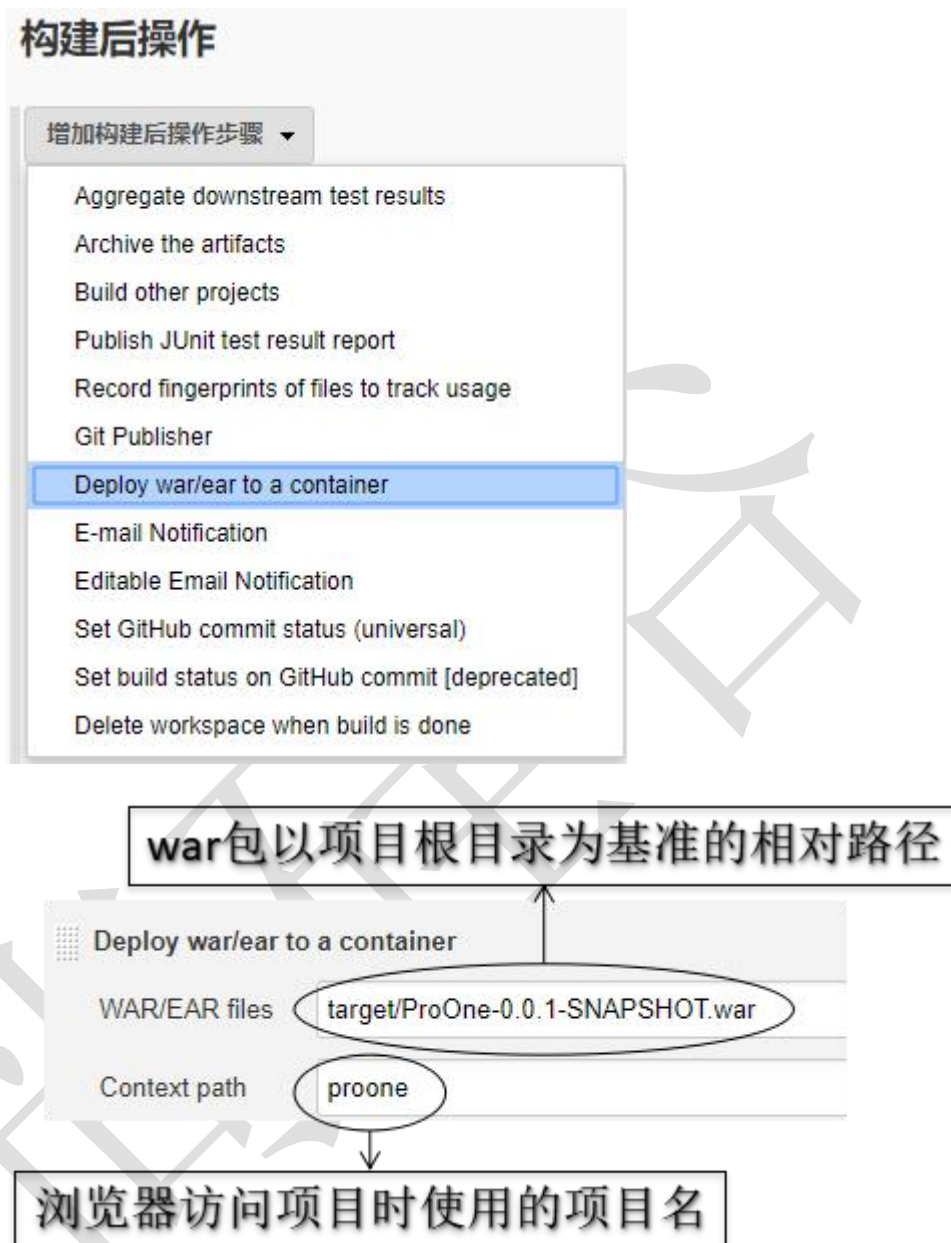 构建后操作
增加构建后操作步骤
Aggregate downstream test results
Archive the artifacts
Build other projects
Publish JUnit test result report
Record fingerprints of files to track usage
Git Publisher
Deploy war/ear to a container
E-mail Notification
Editable Email Notification
Set GitHub commit status (universal)
Set build status on GitHub commit [deprecated]
Delete workspace when build is done
war包以项目根目录为基准的相对路径
Deploy war/ear to a container
WAR/EAR files target/ProOne-0.0.1-SNAPSHOT.war
Context path proone
浏览器访问项目时使用的项目名